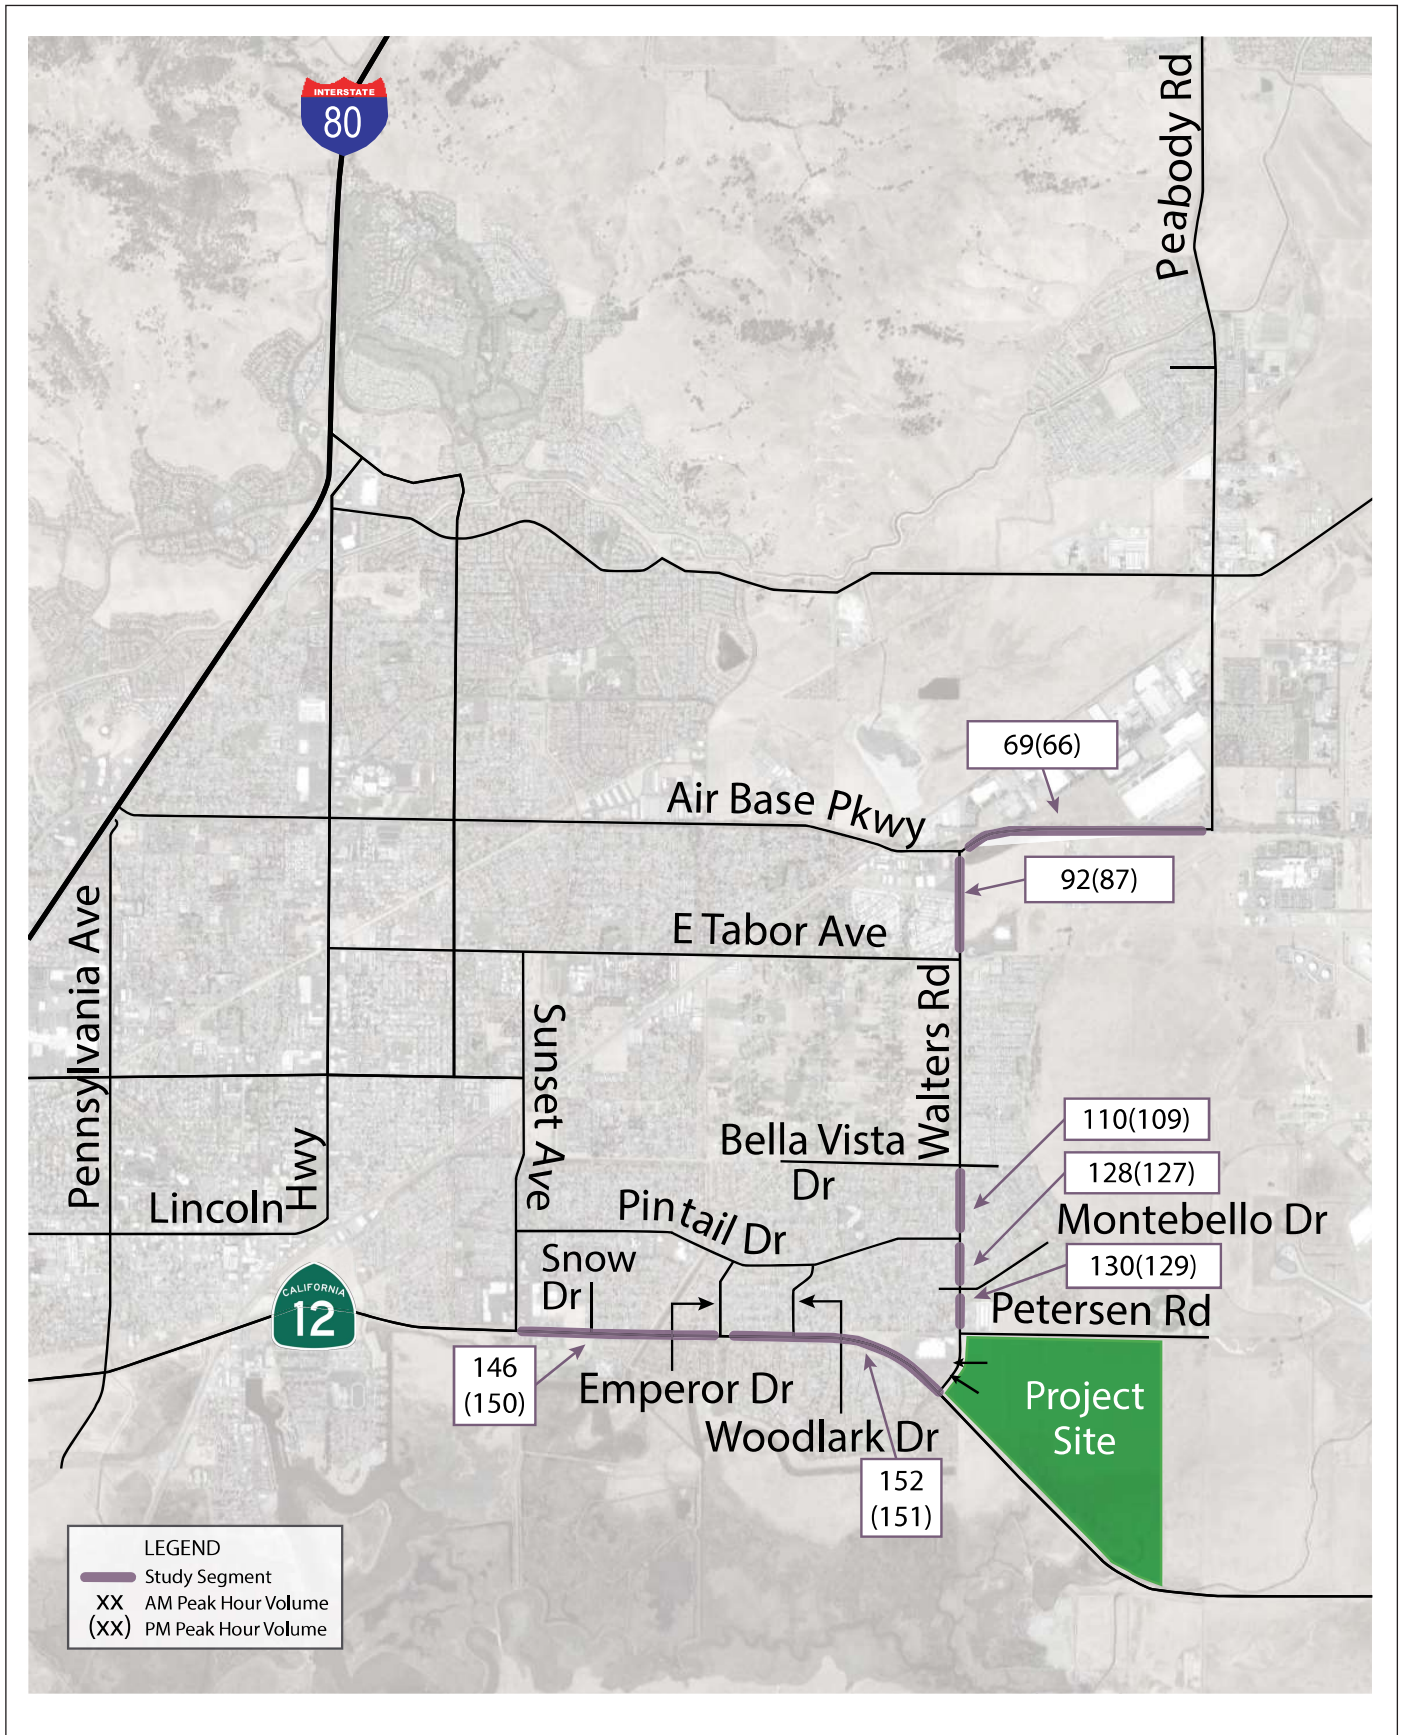 INTERSTATE
80
Peabody Rd
69(66)
Air Base Pkwy
92(87)
E Tabor Ave
Pennsylvania Ave
Sunset Ave
Walters Rd
110(109)
Bella Vista
Dr
128(127)
Montebello Dr
Lincoln
Hwy
Pintail Dr
130(129)
Snow
Dr
CALIFORNIA
12
Petersen Rd
146
(150)
Emperor Dr
Woodlark Dr
Project
Site
152
(151)
LEGEND
Study Segment
XX AM Peak Hour Volume
(XX) PM Peak Hour Volume